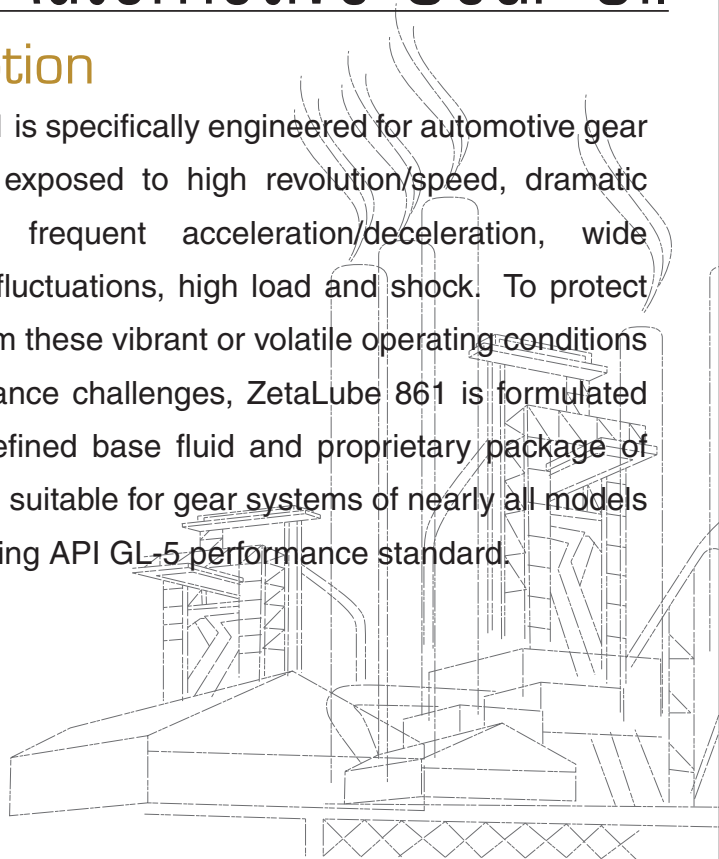 Automotive Gear Oil
tion
is specifically engineered for automotive gear
exposed to high revolution/speed, dramatic
frequent acceleration/deceleration, wide
fluctuations, high load and shock. To protect
m these vibrant or volatile operating conditions
ance challenges, ZetaLube 861 is formulated
efined base fluid and proprietary package of
suitable for gear systems of nearly all models
ing API GL-5 performance standard.